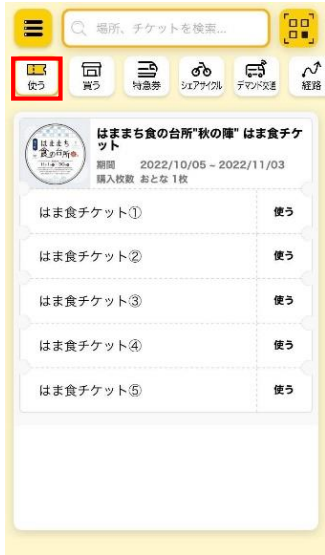 場所、チケットを検索...
使う 買う 特急券 シェアサイクル デマンド交通 経路
はままち食の台所"秋の陣" はま食チケ
ット
期間 2022/10/05 ~ 2022/11/03
購入枚数 おとな 1枚
はま食チケット① 使う
はま食チケット② 使う
はま食チケット③ 使う
はま食チケット④ 使う
はま食チケット⑤ 使う